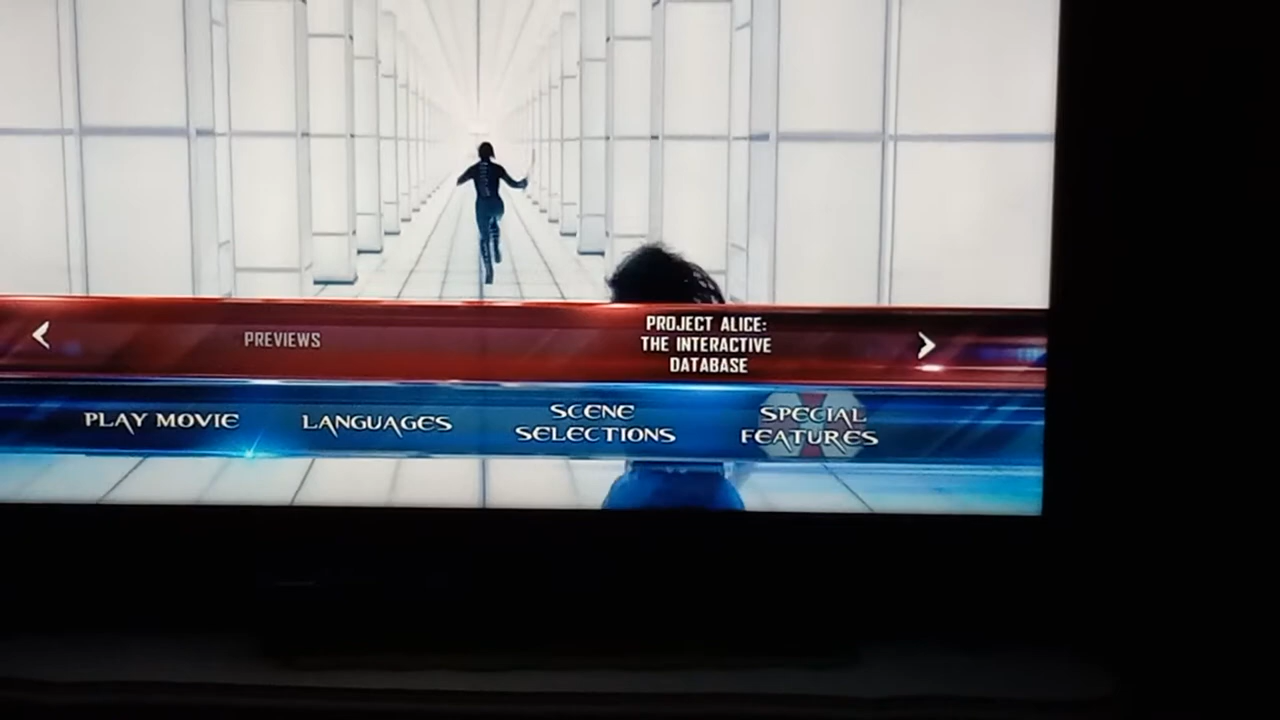 PREVIEWS
PROJECT ALICE:
THE INTERACTIVE
DATABASE
PLAY MOVIE
LANGUAGES
SCENE
SELECTIONS
SPECIAL
FEATURES